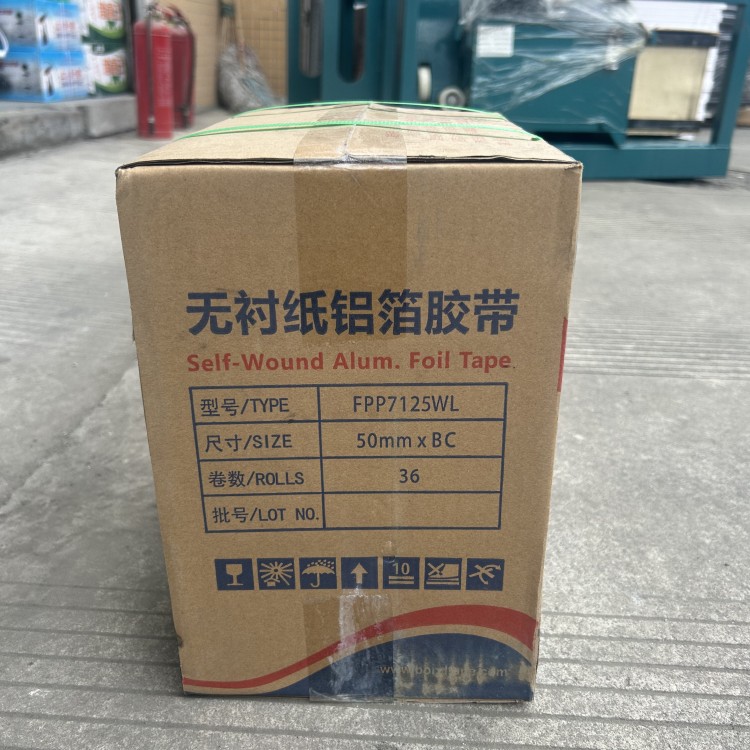 无衬纸铝箔胶带
Self-Wound Alum. Foil Tape.
型号/TYPE FPP7125WL
尺寸/SIZE 50mm x BC
卷数/ROLLS 36
批号/LOT NO.
10